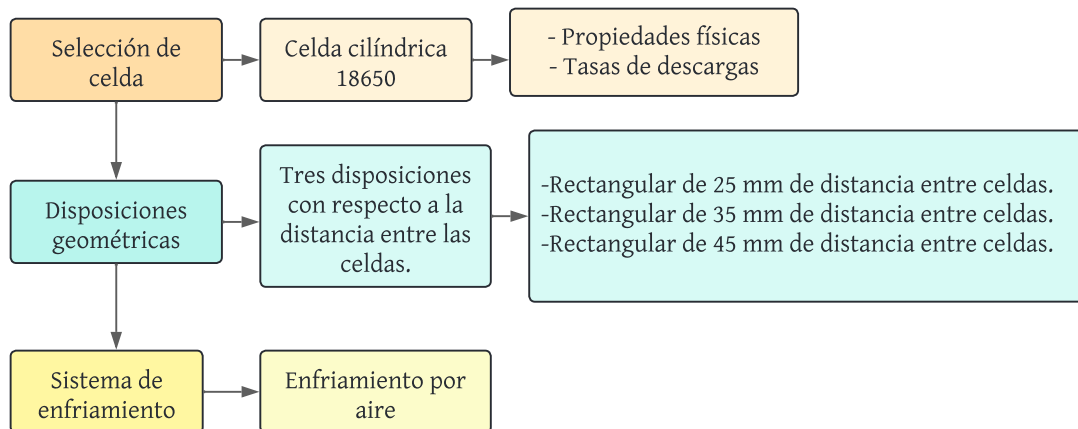 Selección de
celda
Celda cilíndrica
18650
- Propiedades físicas
- Tasas de descargas
Disposiciones
geométricas
Tres disposiciones
con respecto a la
distancia entre las
celdas.
-Rectangular de 25 mm de distancia entre celdas.
-Rectangular de 35 mm de distancia entre celdas.
-Rectangular de 45 mm de distancia entre celdas.
Sistema de
enfriamiento
Enfriamiento por
aire